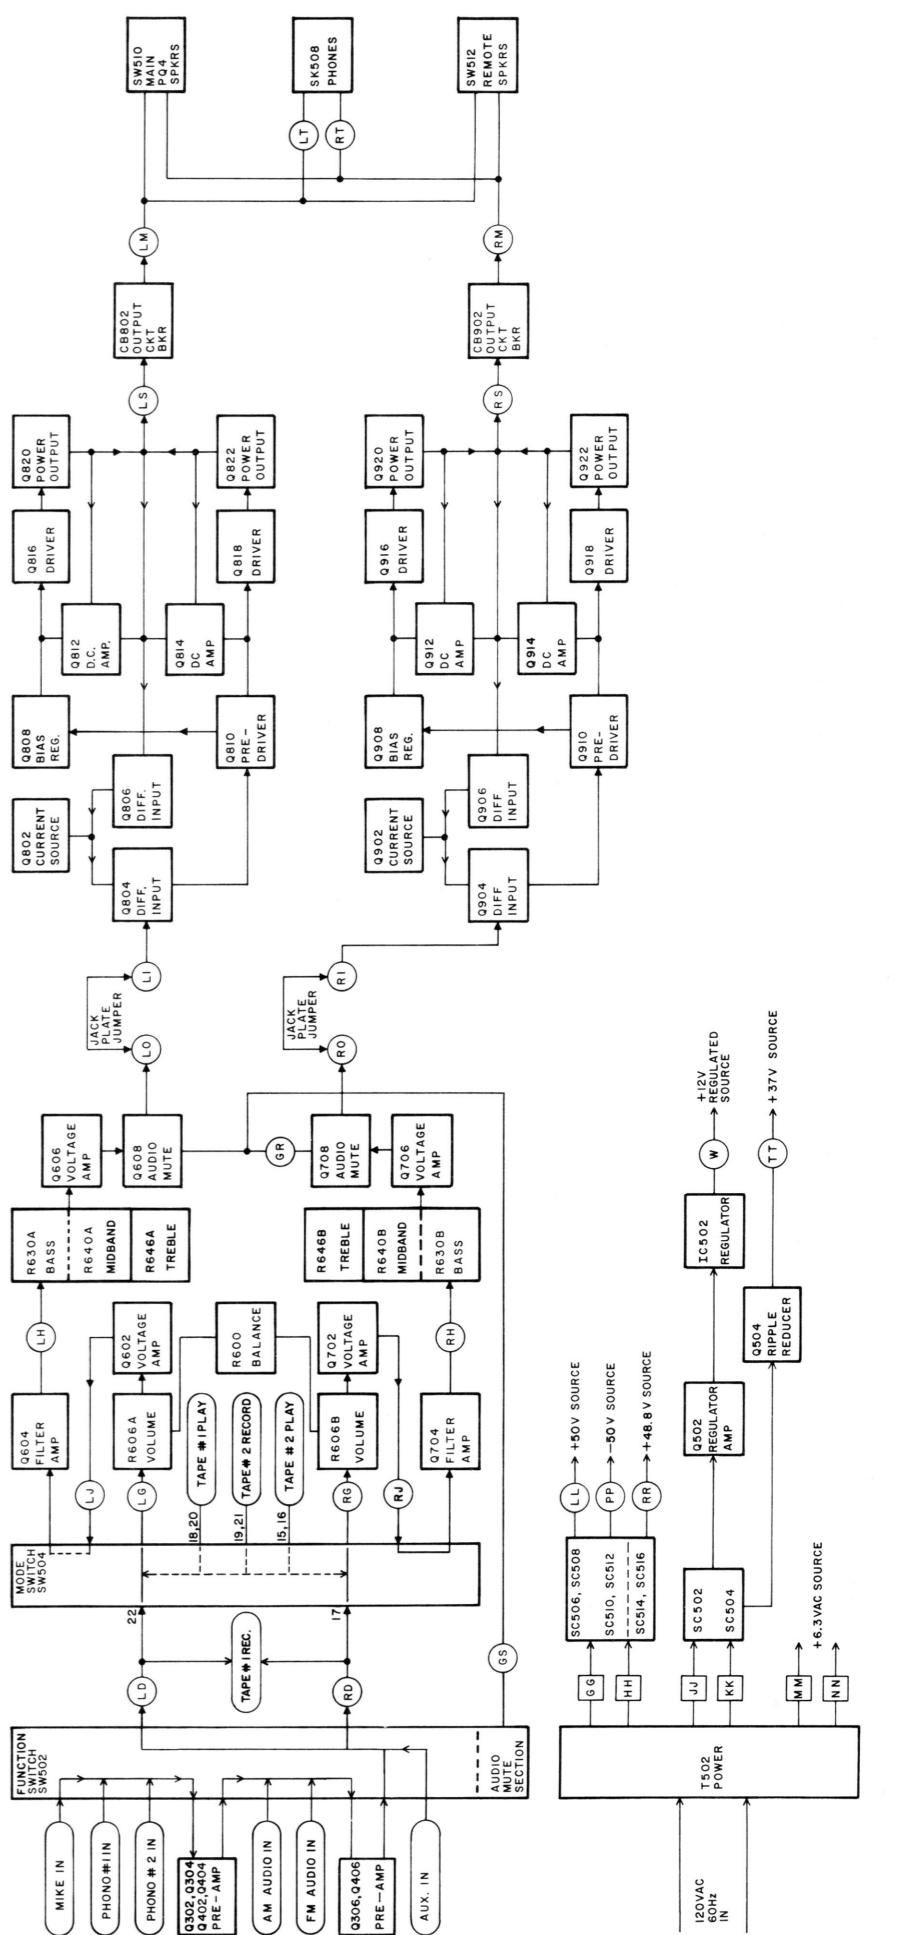 MIKE IN
PHONO#1 IN
PHONO # 2 IN
Q302,Q304
Q402,Q404
PRE-AMP
AM AUDIO IN
FM AUDIO IN
Q306,Q406
PRE-AMP
AUX. IN
FUNCTION
SWITCH
SW502
AUDIO
MUTE
SECTION
LD
RD
GS
TAPE#1 REC.
22
17
MODE
SWITCH
SW504
18,20
19,21
15,16
TAPE #1 PLAY
TAPE# 2 RECORD
TAPE # 2 PLAY
LJ
LG
RG
RJ
Q604
FILTER
AMP
R606A
VOLUME
R606B
VOLUME
Q704
FILTER
AMP
LH
Q602
VOLTAGE
AMP
R600
BALANCE
Q702
VOLTAGE
AMP
RH
R630A
BASS
R640A
MIDBAND
R646A
TREBLE
R646B
TREBLE
R640B
MIDBAND
R630B
BASS
Q606
VOLTAGE
AMP
Q608
AUDIO
MUTE
GR
Q708
AUDIO
MUTE
Q706
VOLTAGE
AMP
LO
JACK
PLATE
JUMPER
LI
RO
JACK
PLATE
JUMPER
RI
Q802
CURRENT
SOURCE
Q804
DIFF.
INPUT
Q806
DIFF.
INPUT
Q808
BIAS
REG.
Q810
PRE-
DRIVER
Q812
D.C.
AMP.
Q814
DC
AMP
Q816
DRIVER
Q818
DRIVER
Q820
POWER
OUTPUT
Q822
POWER
OUTPUT
LS
CB802
OUTPUT
CKT
BKR
LM
Q902
CURRENT
SOURCE
Q904
DIFF
INPUT
Q906
DIFF
INPUT
Q908
BIAS
REG.
Q910
PRE-
DRIVER
Q912
DC
AMP
Q914
DC
AMP
Q916
DRIVER
Q918
DRIVER
Q920
POWER
OUTPUT
Q922
POWER
OUTPUT
RS
CB902
OUTPUT
CKT
BKR
RM
LT
RT
SW510
MAIN
PQ4
SPKRS
SK508
PHONES
SW512
REMOTE
SPKRS
120VAC
60Hz
IN
T502
POWER
GG
HH
JJ
KK
MM
NN
+6.3VAC SOURCE
SC506, SC508
SC510, SC512
SC514, SC516
LL
+50V SOURCE
PP
-50V SOURCE
RR
+48.8V SOURCE
SC502
SC504
Q502
REGULATOR
AMP
IC502
REGULATOR
W
+12V
REGULATED
SOURCE
Q504
RIPPLE
REDUCER
TT
+37V SOURCE